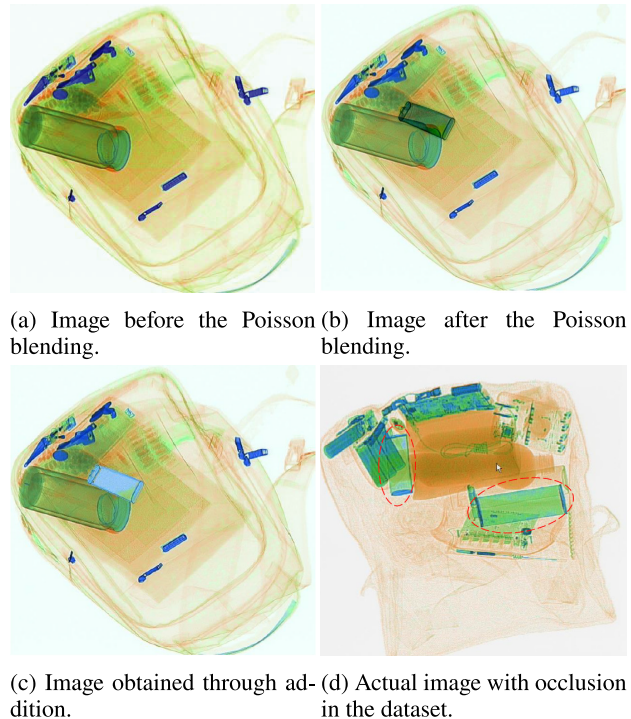 (a) Image before the Poisson
blending.
(b) Image after the Poisson
blending.
(c) Image obtained through ad-
dition.
(d) Actual image with occlusion
in the dataset.